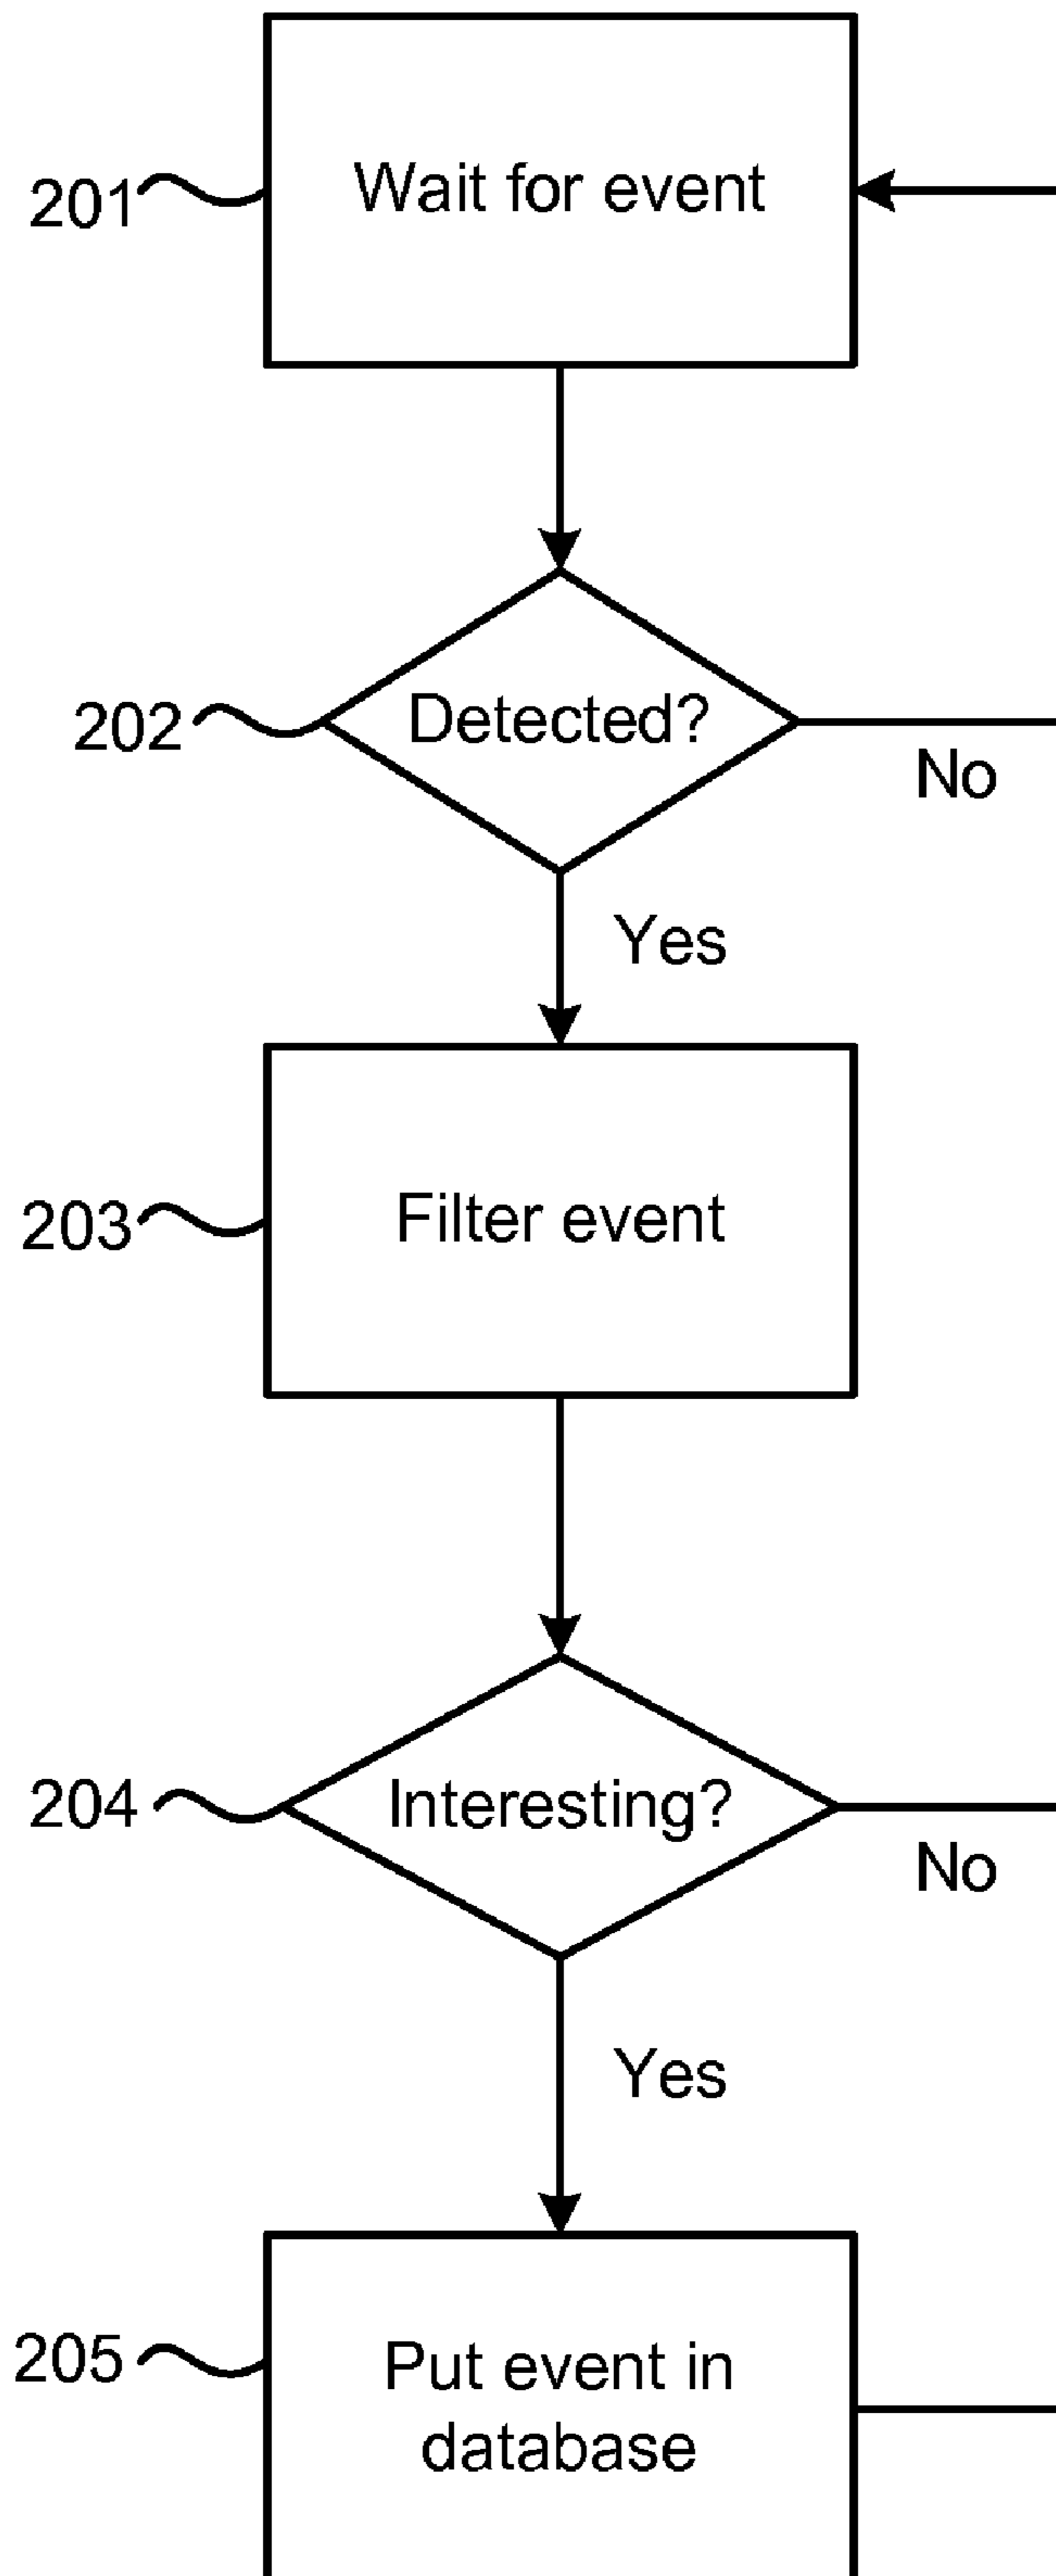 201
Wait for event
202
Detected?
No
Yes
203
Filter event
204
Interesting?
No
Yes
205
Put event in
database